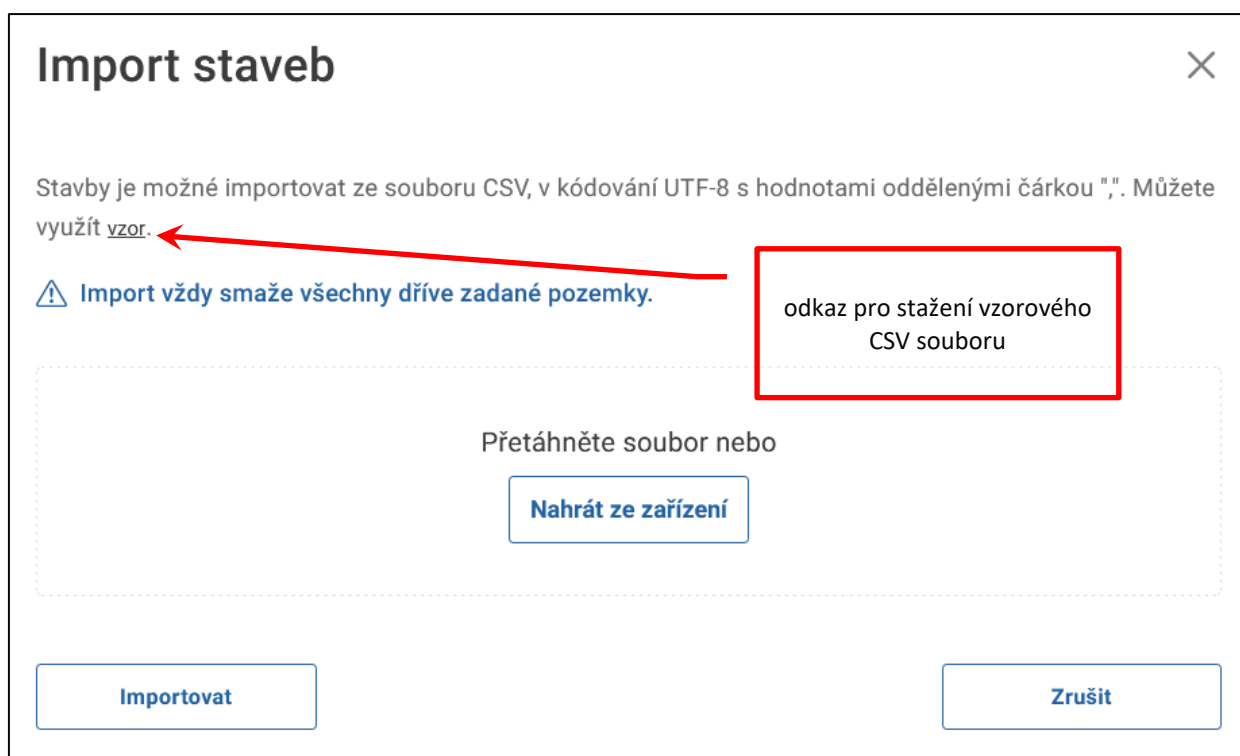 Import staveb
Stavby je možné importovat ze souboru CSV, v kódování UTF-8 s hodnotami oddělenými čárkou ",". Můžete
využít vzor.
Import vždy smaže všechny dříve zadané pozemky.
odkaz pro stažení vzorového
CSV souboru
Přetáhněte soubor nebo
Nahrát ze zařízení
Importovat
Zrušit